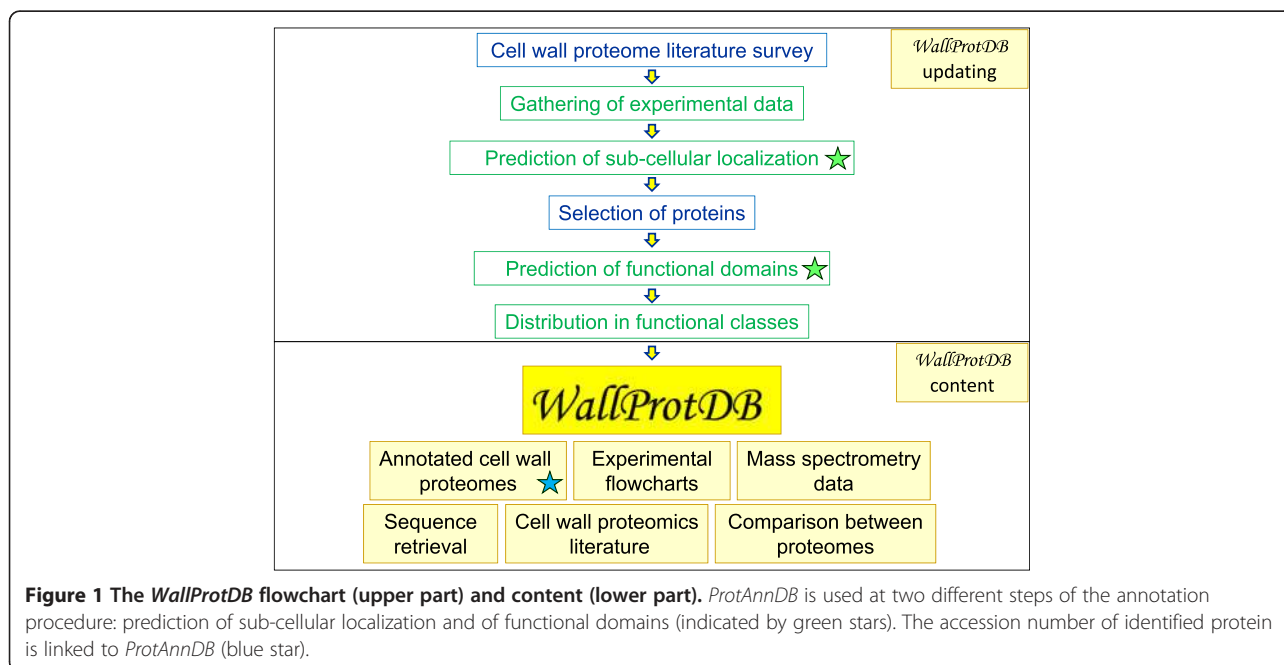 Cell wall proteome literature survey
WallProtDB
updating
Gathering of experimental data
Prediction of sub-cellular localization
Selection of proteins
Prediction of functional domains
Distribution in functional classes
WallProtDB
content
WallProtDB
Annotated cell wall
proteomes
Experimental
flowcharts
Mass spectrometry
data
Sequence
retrieval
Cell wall proteomics
literature
Comparison between
proteomes
Figure 1 The WallProtDB flowchart (upper part) and content (lower part). ProtAnnDB is used at two different steps of the annotation
procedure: prediction of sub-cellular localization and of functional domains (indicated by green stars). The accession number of identified protein
is linked to ProtAnnDB (blue star).